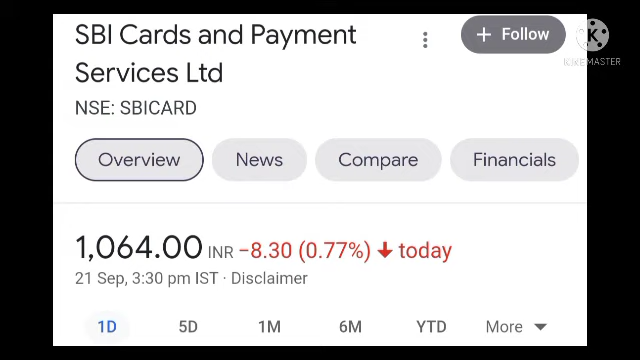 SBI Cards and Payment
Services Ltd
+ Follow
KINEMASTER
NSE: SBICARD
Overview News Compare Financials
1,064.00 INR −8.30 (0.77%) ↓ today
21 Sep, 3:30 pm IST · Disclaimer
1D 5D 1M 6M YTD More